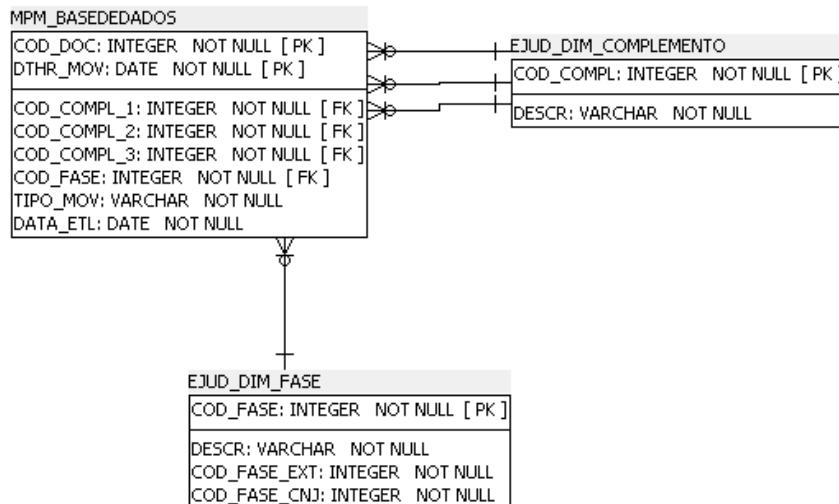 MPM_BASEDEDADOS
COD_DOC: INTEGER NOT NULL [ PK ]
DTHR_MOV: DATE NOT NULL [ PK ]
COD_COMPL_1: INTEGER NOT NULL [ FK ]
COD_COMPL_2: INTEGER NOT NULL [ FK ]
COD_COMPL_3: INTEGER NOT NULL [ FK ]
COD_FASE: INTEGER NOT NULL [ FK ]
TIPO_MOV: VARCHAR NOT NULL
DATA_ETL: DATE NOT NULL
EJUD_DIM_COMPLEMENTO
COD_COMPL: INTEGER NOT NULL [ PK ]
DESCR: VARCHAR NOT NULL
EJUD_DIM_FASE
COD_FASE: INTEGER NOT NULL [ PK ]
DESCR: VARCHAR NOT NULL
COD_FASE_EXT: INTEGER NOT NULL
COD_FASE_CNJ: INTEGER NOT NULL